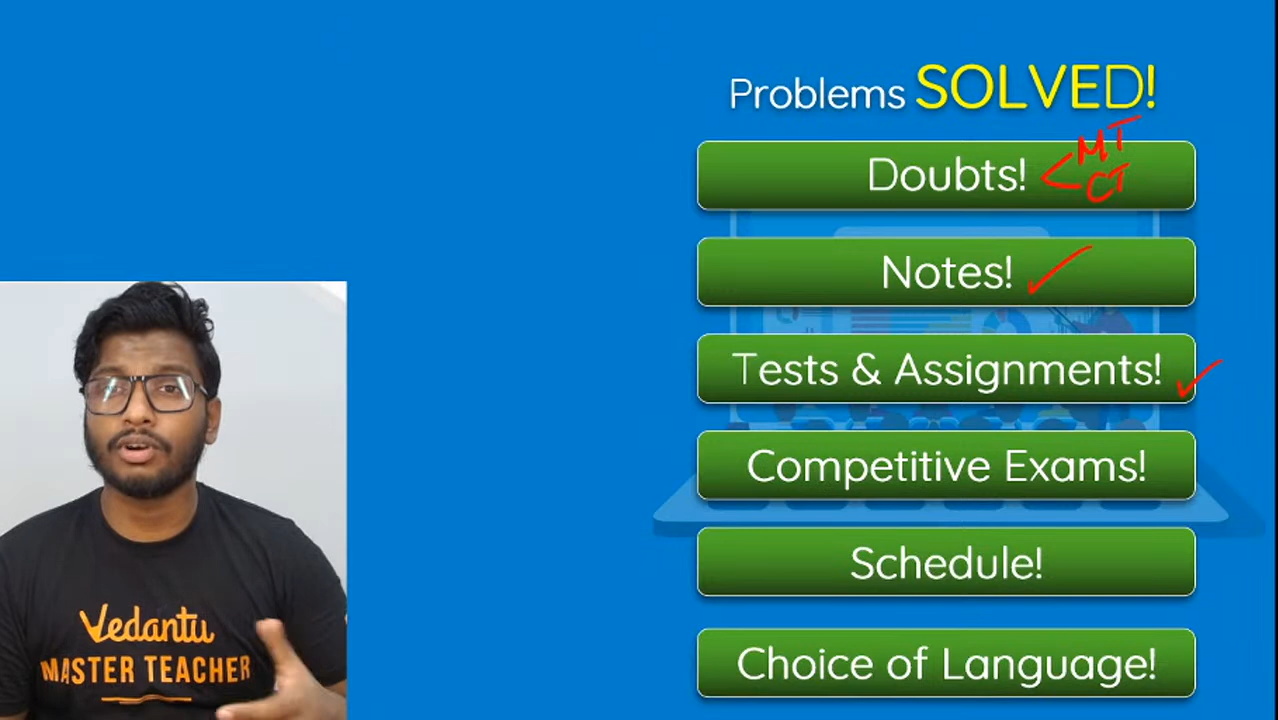 Problems SOLVED!
Doubts! < MT
CT
Notes!
Tests & Assignments!
Competitive Exams!
Schedule!
Choice of Language!
Vedantu
MASTER TEACHER